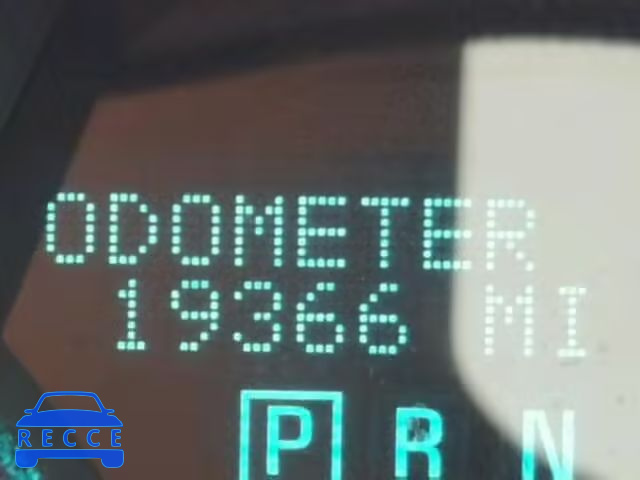 ODOMETER
19366 MI
P R N
RECCE